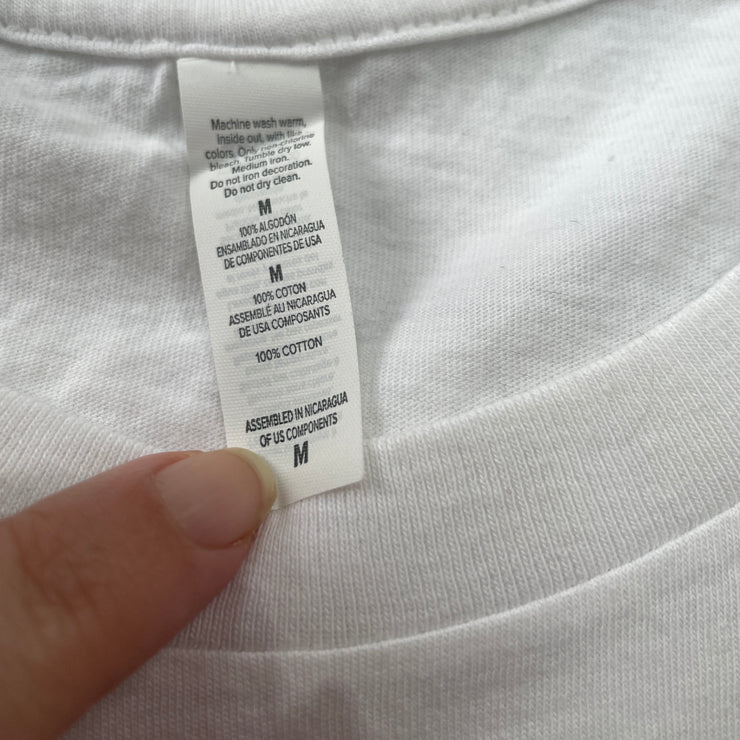 Machine wash warm,
inside out, with like
colors. Only non-chlorine
bleach. Tumble dry low.
Medium iron.
Do not iron decoration.
Do not dry clean.
M
100% ALGODÓN
ENSAMBLADO EN NICARAGUA
DE COMPONENTES DE USA
M
100% COTON
ASSEMBLÉ AU NICARAGUA
DE USA COMPOSANTS
100% COTTON
ASSEMBLED IN NICARAGUA
OF US COMPONENTS
M